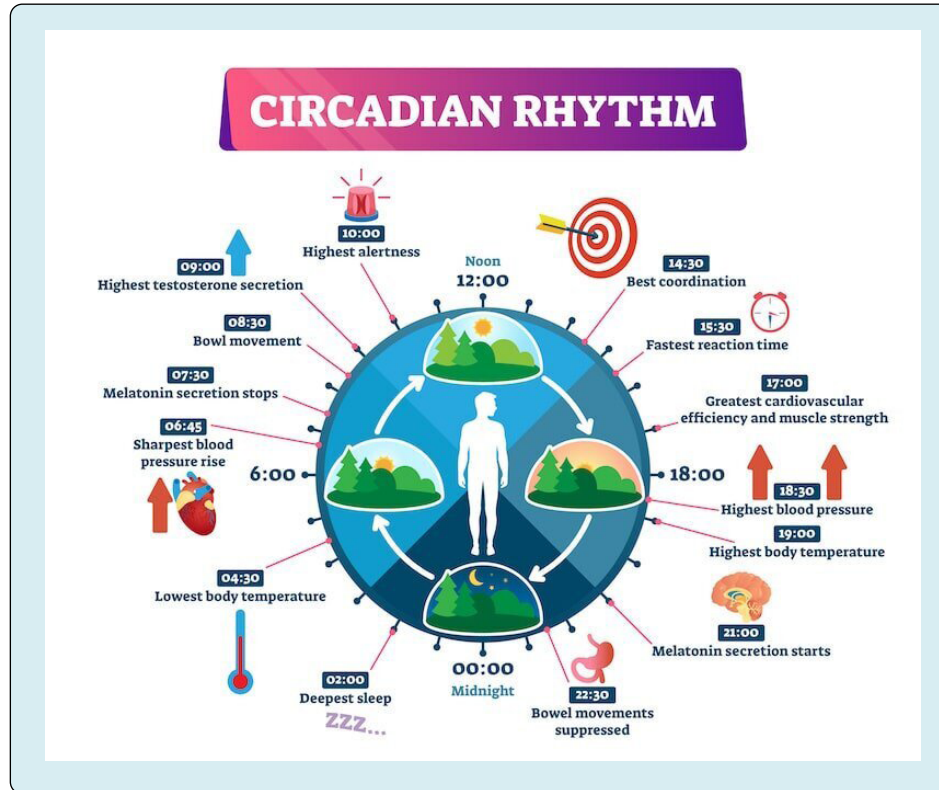 CIRCADIAN RHYTHM
10:00
Highest alertness
09:00
Highest testosterone secretion
08:30
Bowl movement
07:30
Melatonin secretion stops
06:45
Sharpest blood
pressure rise
6:00
04:30
Lowest body temperature
02:00
Deepest sleep
ZZZ...
Noon
12:00
14:30
Best coordination
15:30
Fastest reaction time
17:00
Greatest cardiovascular
efficiency and muscle strength
18:00
18:30
Highest blood pressure
19:00
Highest body temperature
21:00
Melatonin secretion starts
22:30
Bowel movements
suppressed
00:00
Midnight